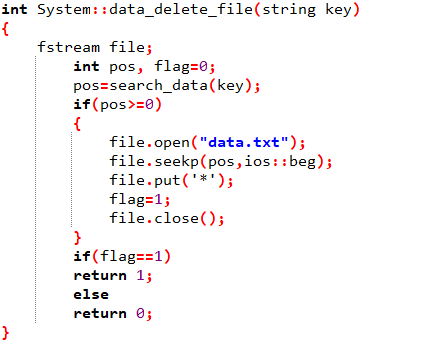 int System::data_delete_file(string key)
{
    fstream file;
        int pos, flag=0;
        pos=search_data(key);
        if(pos>=0)
        {
            file.open("data.txt");
            file.seekp(pos,ios::beg);
            file.put('*');
            flag=1;
            file.close();
        }
        if(flag==1)
        return 1;
        else
        return 0;
}